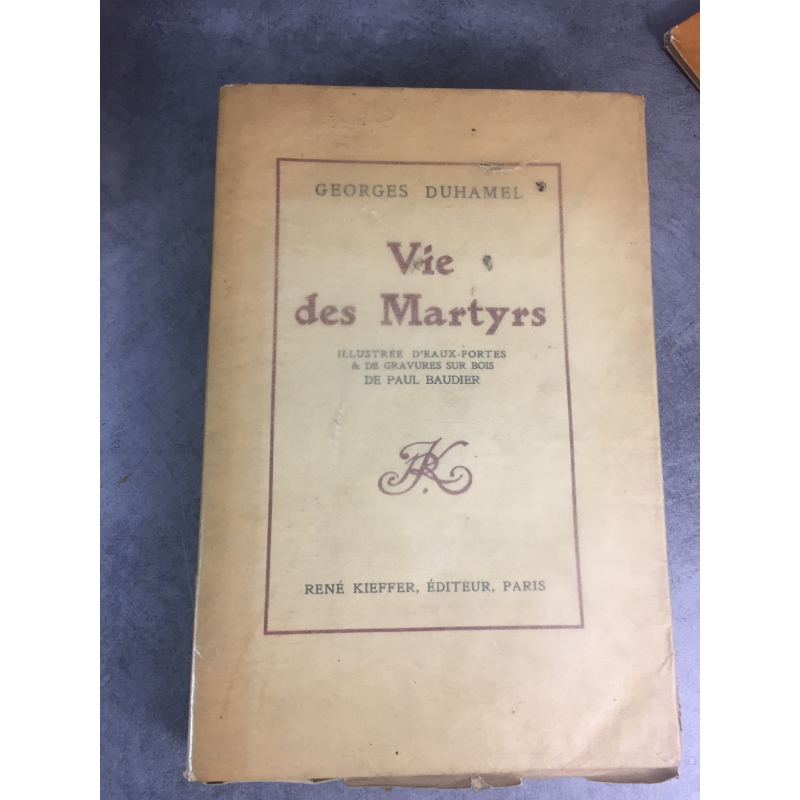 GEORGES DUHAMEL
Vie
des Martyrs
ILLUSTRÉE D'EAUX-FORTES
& DE GRAVURES SUR BOIS
DE PAUL BAUDIER
RK
RENÉ KIEFFER, ÉDITEUR, PARIS